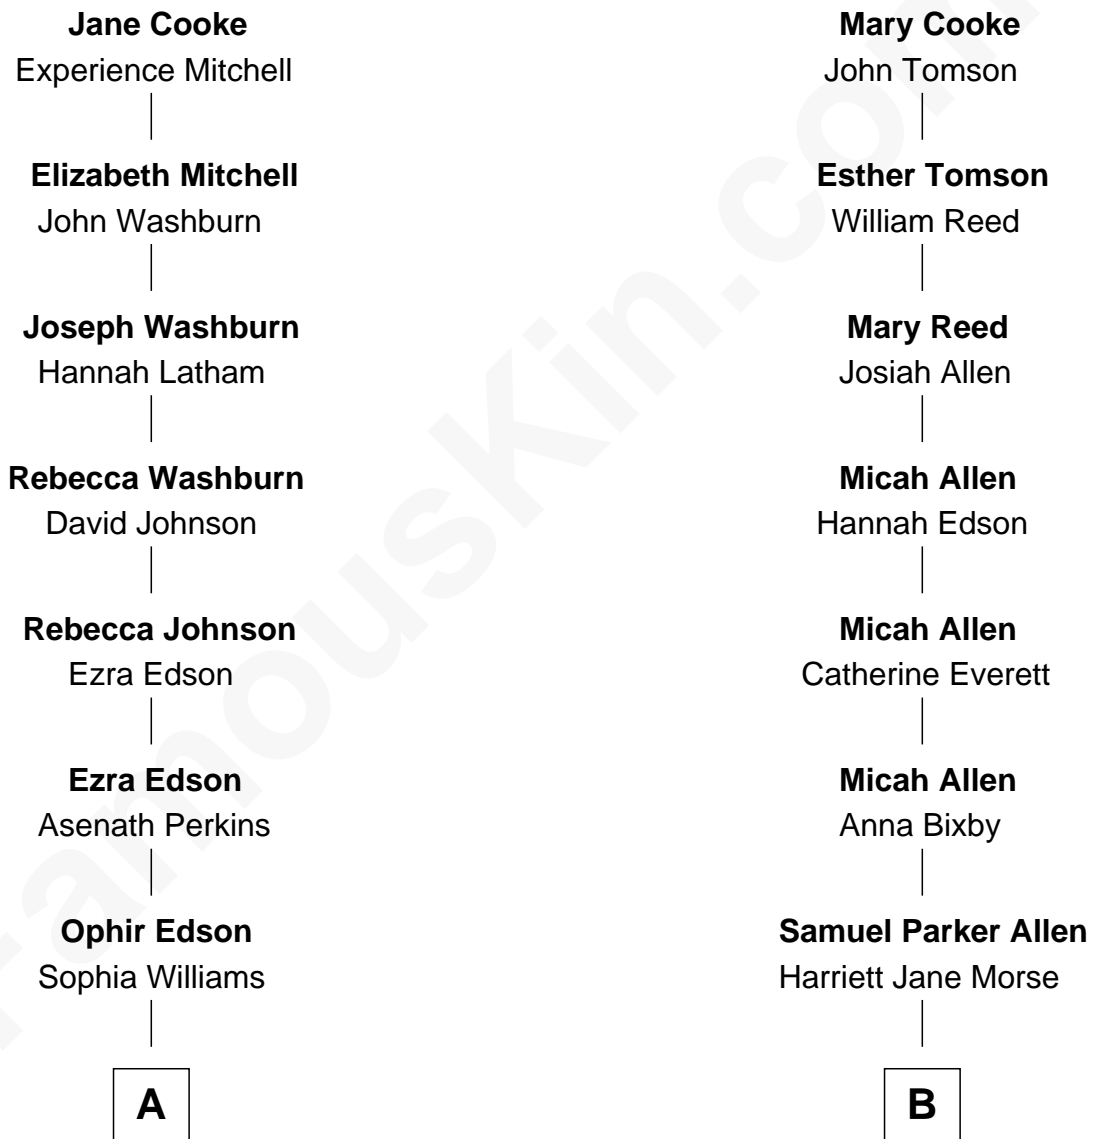 Jane Cooke
Experience Mitchell
Elizabeth Mitchell
John Washburn
Joseph Washburn
Hannah Latham
Rebecca Washburn
David Johnson
Rebecca Johnson
Ezra Edson
Ezra Edson
Asenath Perkins
Ophir Edson
Sophia Williams
A
Mary Cooke
John Tomson
Esther Tomson
William Reed
Mary Reed
Josiah Allen
Micah Allen
Hannah Edson
Micah Allen
Catherine Everett
Micah Allen
Anna Bixby
Samuel Parker Allen
Harriett Jane Morse
B
FamousKin.com